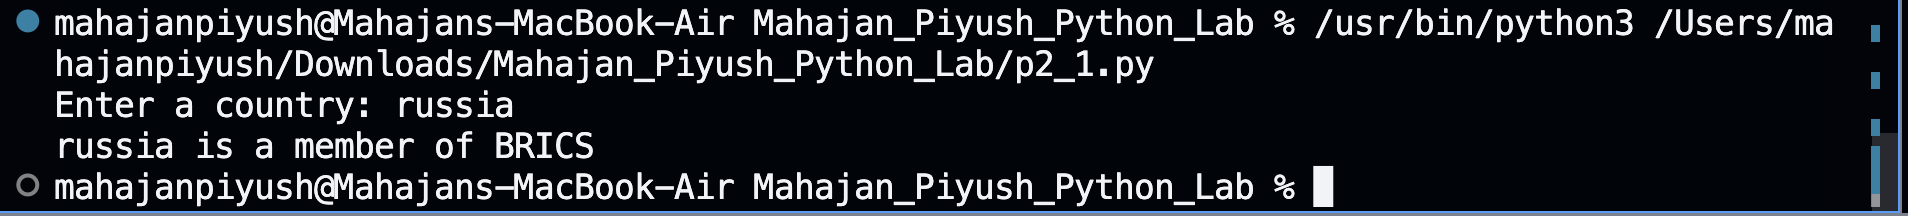 mahajanpiyush@Mahajans-MacBook-Air Mahajan_Piyush_Python_Lab % /usr/bin/python3 /Users/ma
hajanpiyush/Downloads/Mahajan_Piyush_Python_Lab/p2_1.py
Enter a country: russia
russia is a member of BRICS
mahajanpiyush@Mahajans-MacBook-Air Mahajan_Piyush_Python_Lab %